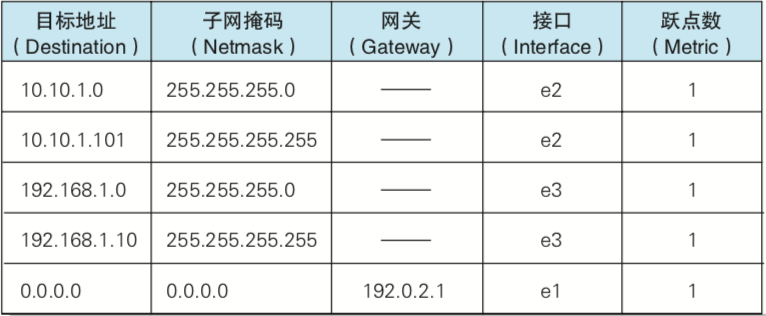 目标地址 子网掩码 网关 接口 跃点数
（Destination） （Netmask） （Gateway） （Interface） （Metric）
10.10.1.0 255.255.255.0 —— e2 1
10.10.1.101 255.255.255.255 —— e2 1
192.168.1.0 255.255.255.0 —— e3 1
192.168.1.10 255.255.255.255 —— e3 1
0.0.0.0 0.0.0.0 192.0.2.1 e1 1